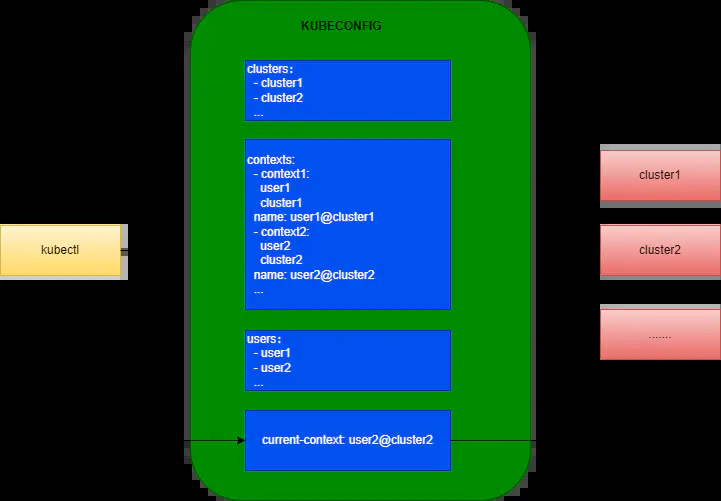 KUBECONFIG
clusters：
- cluster1
- cluster2
...
contexts:
- context1:
user1
cluster1
name: user1@cluster1
- context2:
user2
cluster2
name: user2@cluster2
...
users：
- user1
- user2
...
current-context: user2@cluster2
kubectl
cluster1
cluster2
.......